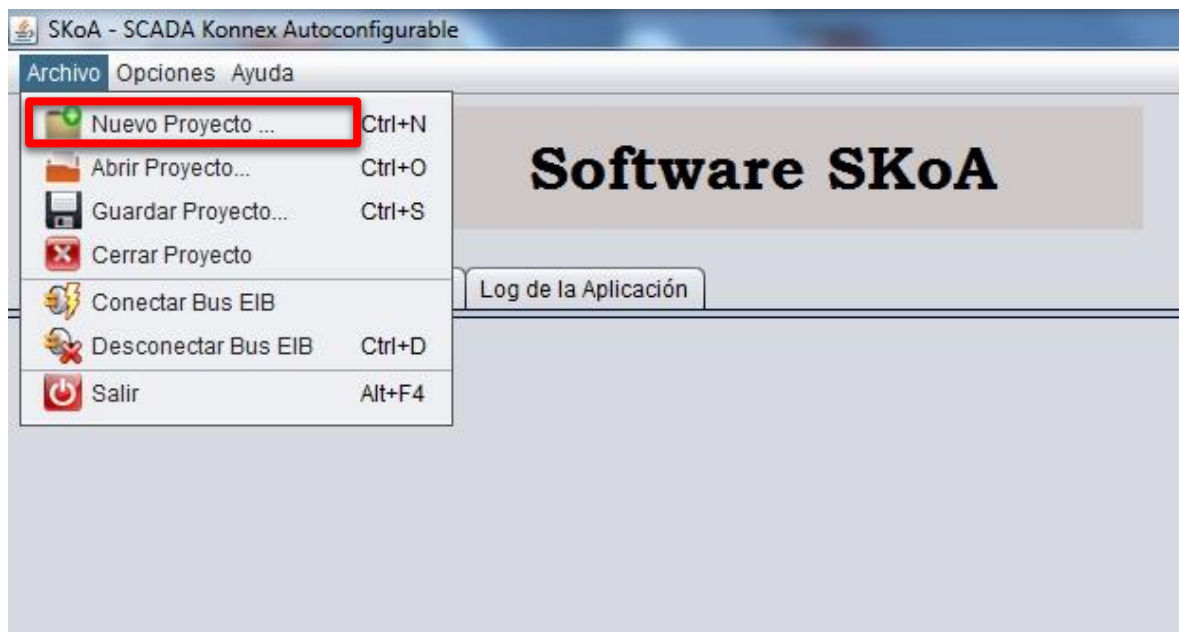 SKoA - SCADA Konnex Autoconfigurable
Archivo Opciones Ayuda
Nuevo Proyecto ... Ctrl+N
Abrir Proyecto... Ctrl+O
Guardar Proyecto... Ctrl+S
Cerrar Proyecto
Conectar Bus EIB
Desconectar Bus EIB Ctrl+D
Salir Alt+F4
Software SKoA
Log de la Aplicación